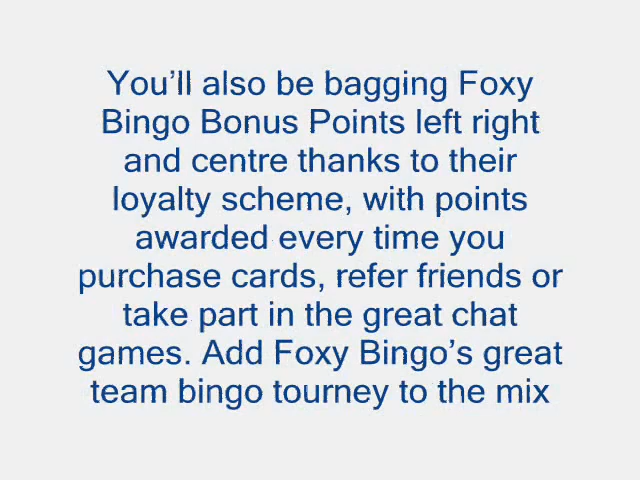 You’ll also be bagging Foxy
Bingo Bonus Points left right
and centre thanks to their
loyalty scheme, with points
awarded every time you
purchase cards, refer friends or
take part in the great chat
games. Add Foxy Bingo’s great
team bingo tourney to the mix